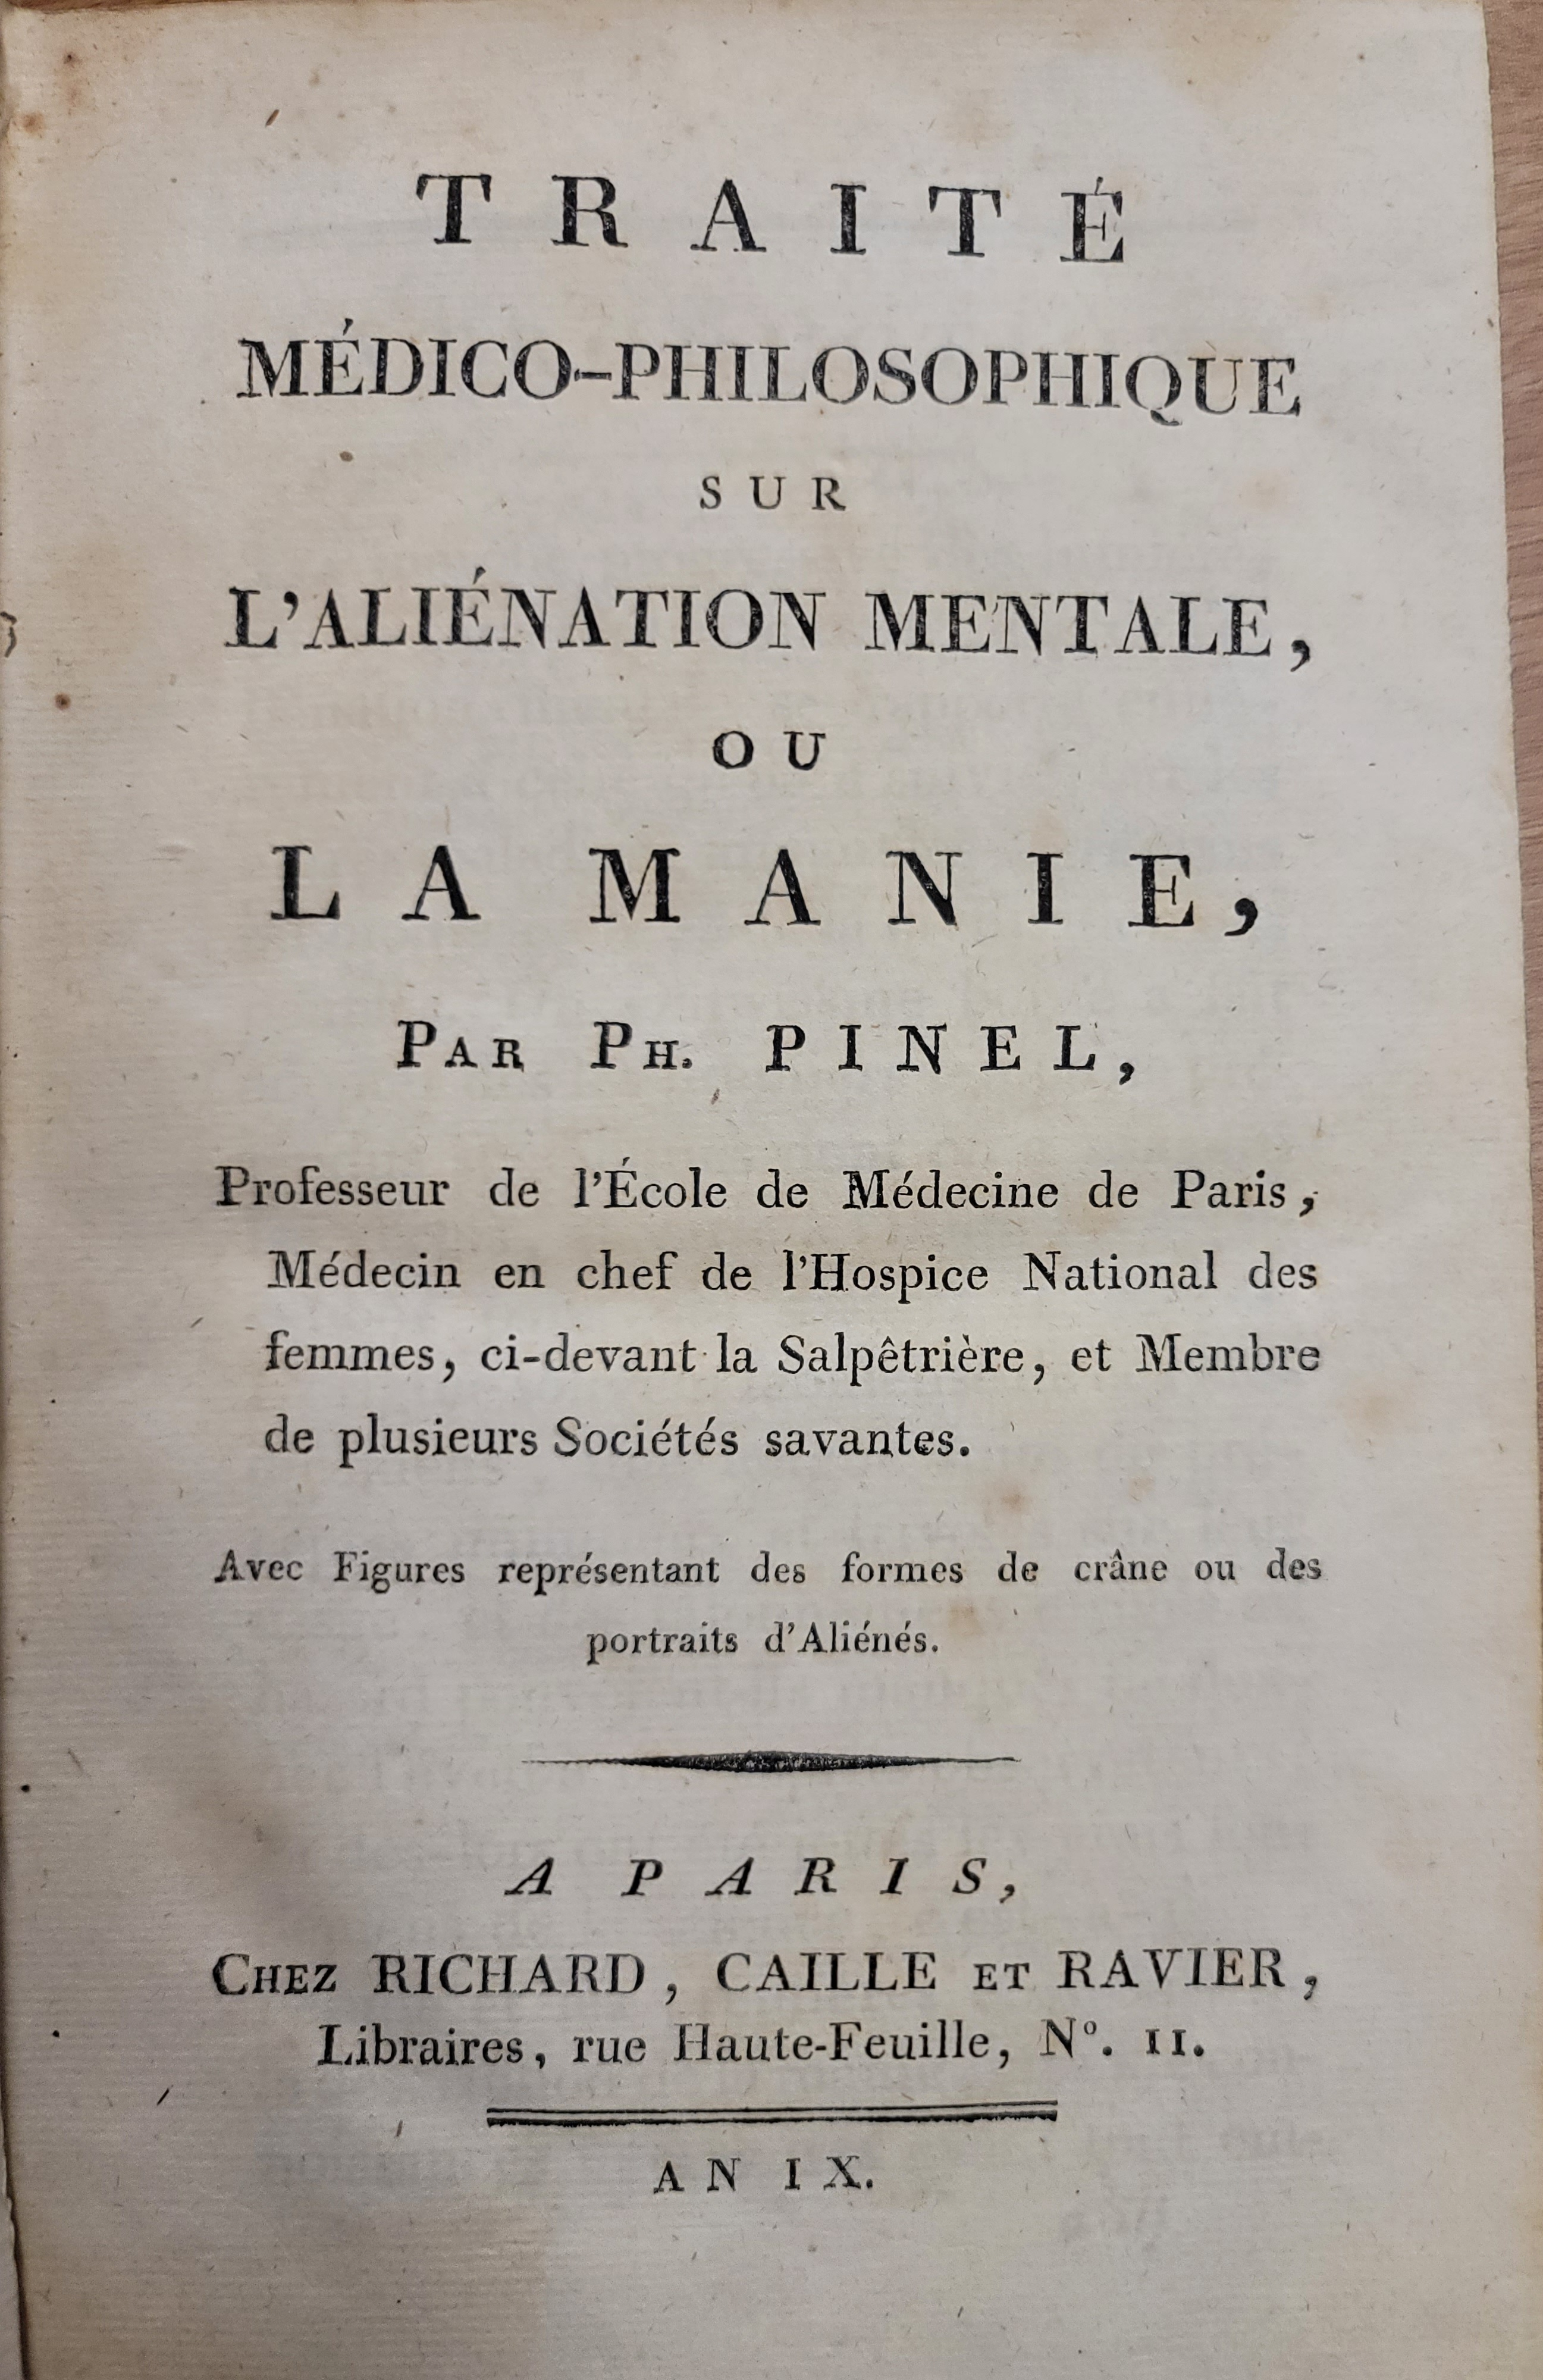 TRAITÉ
MÉDICO-PHILOSOPHIQUE
SUR
L'ALIÉNATION MENTALE,
OU
LA MANIE,
PAR PH. PINEL,
Professeur de l'École de Médecine de Paris,
Médecin en chef de l'Hospice National des
femmes, ci-devant la Salpêtrière, et Membre
de plusieurs Sociétés savantes.
Avec Figures représentant des formes de crâne ou des
portraits d'Aliénés.
A PARIS,
CHEZ RICHARD, CAILLE ET RAVIER,
Libraires, rue Haute-Feuille, Nº. 11.
AN IX.